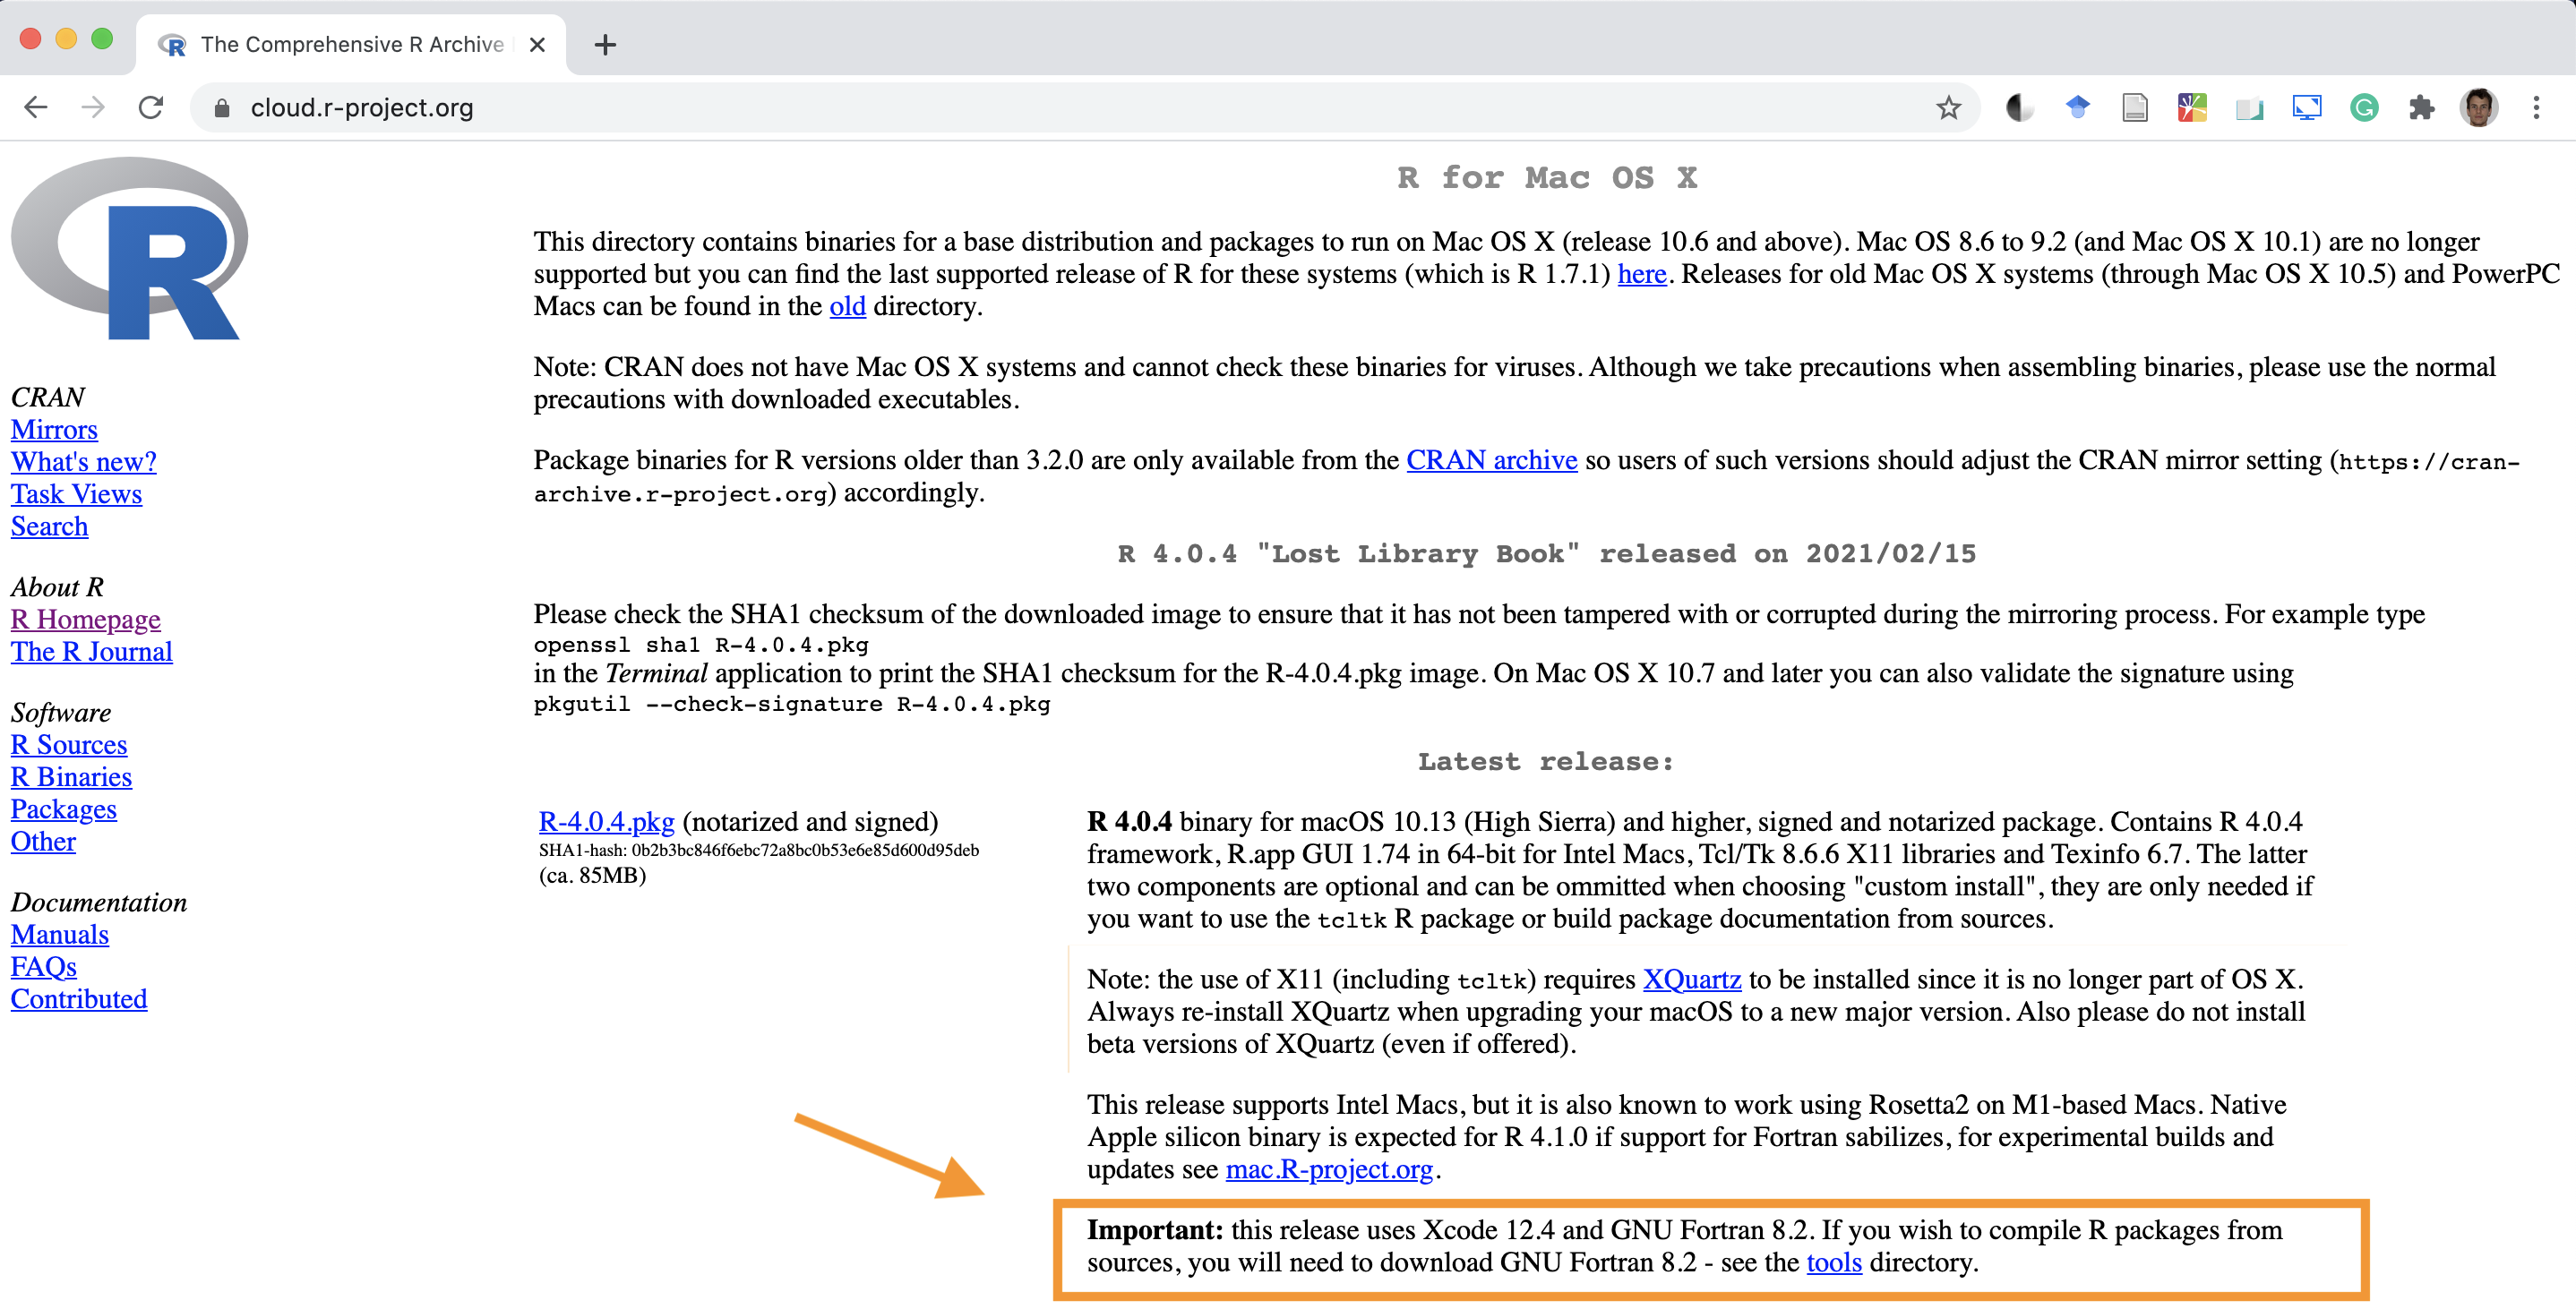 The Comprehensive R Archive
cloud.r-project.org
R
CRAN
Mirrors
What's new?
Task Views
Search
About R
R Homepage
The R Journal
Software
R Sources
R Binaries
Packages
Other
Documentation
Manuals
FAQs
Contributed
R for Mac OS X
This directory contains binaries for a base distribution and packages to run on Mac OS X (release 10.6 and above). Mac OS 8.6 to 9.2 (and Mac OS X 10.1) are no longer
supported but you can find the last supported release of R for these systems (which is R 1.7.1) here. Releases for old Mac OS X systems (through Mac OS X 10.5) and PowerPC
Macs can be found in the old directory.
Note: CRAN does not have Mac OS X systems and cannot check these binaries for viruses. Although we take precautions when assembling binaries, please use the normal
precautions with downloaded executables.
Package binaries for R versions older than 3.2.0 are only available from the CRAN archive so users of such versions should adjust the CRAN mirror setting (https://cran-
archive.r-project.org) accordingly.
R 4.0.4 "Lost Library Book" released on 2021/02/15
Please check the SHA1 checksum of the downloaded image to ensure that it has not been tampered with or corrupted during the mirroring process. For example type
openssl sha1 R-4.0.4.pkg
in the Terminal application to print the SHA1 checksum for the R-4.0.4.pkg image. On Mac OS X 10.7 and later you can also validate the signature using
pkgutil --check-signature R-4.0.4.pkg
Latest release:
R-4.0.4.pkg (notarized and signed)
SHA1-hash: 0b2b3bc846f6ebc72a8bc0b53e6e85d600d95deb
(ca. 85MB)
R 4.0.4 binary for macOS 10.13 (High Sierra) and higher, signed and notarized package. Contains R 4.0.4
framework, R.app GUI 1.74 in 64-bit for Intel Macs, Tcl/Tk 8.6.6 X11 libraries and Texinfo 6.7. The latter
two components are optional and can be ommitted when choosing "custom install", they are only needed if
you want to use the tcltk R package or build package documentation from sources.
Note: the use of X11 (including tcltk) requires XQuartz to be installed since it is no longer part of OS X.
Always re-install XQuartz when upgrading your macOS to a new major version. Also please do not install
beta versions of XQuartz (even if offered).
This release supports Intel Macs, but it is also known to work using Rosetta2 on M1-based Macs. Native
Apple silicon binary is expected for R 4.1.0 if support for Fortran sabilizes, for experimental builds and
updates see mac.R-project.org.
Important: this release uses Xcode 12.4 and GNU Fortran 8.2. If you wish to compile R packages from
sources, you will need to download GNU Fortran 8.2 - see the tools directory.